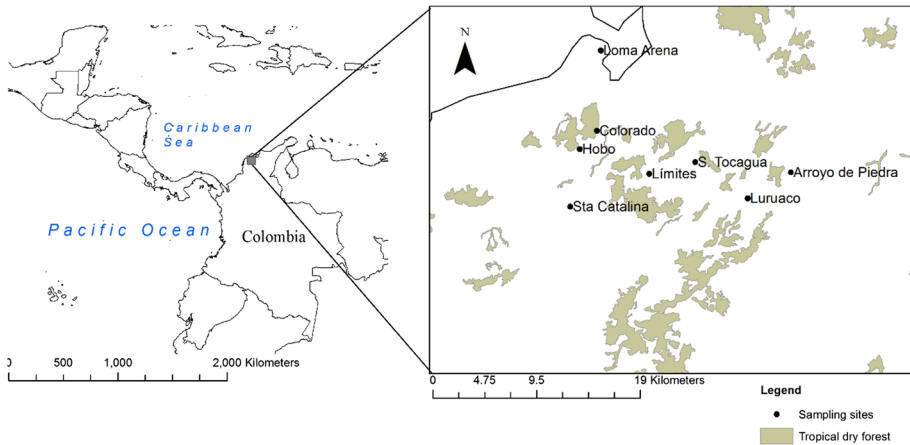 Caribbean
Sea
Pacific Ocean
Colombia
0 500 1,000 2,000 Kilometers
N
Loma Arena
Colorado
Hobo
S. Tocagua
Límites
Arroyo de Piedra
Luruaco
Sta Catalina
0 4.75 9.5 19 Kilometers
Legend
Sampling sites
Tropical dry forest